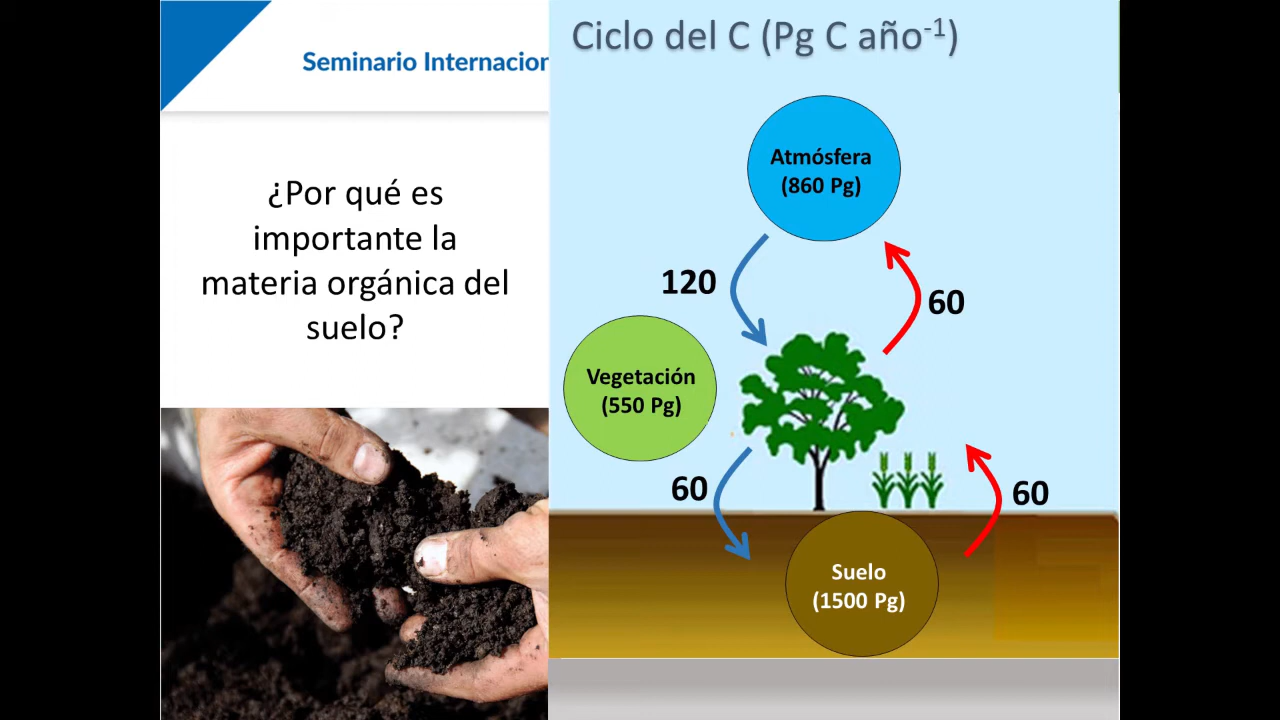 Seminario Internacion
¿Por qué es
importante la
materia orgánica del
suelo?
Ciclo del C (Pg C año-1)
Atmósfera
(860 Pg)
120
60
Vegetación
(550 Pg)
60
60
Suelo
(1500 Pg)